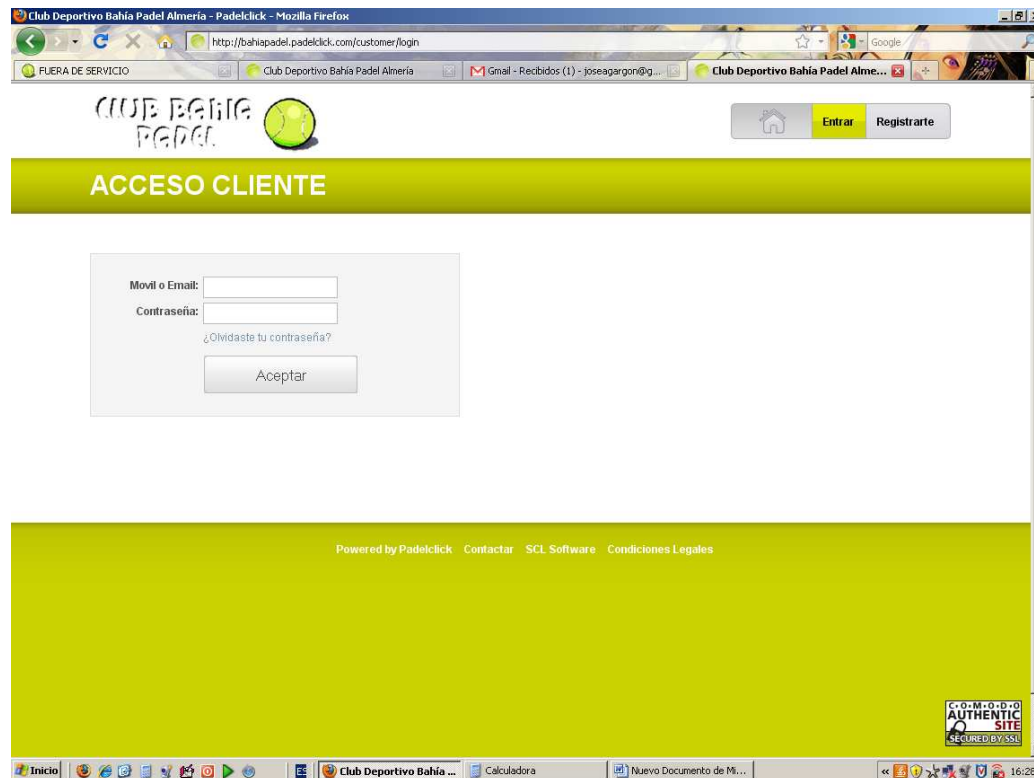 Club Deportivo Bahía Padel Almería - Padelclick - Mozilla Firefox
http://bahiapadel.padelclick.com/customer/login
Google
FUERA DE SERVICIO
Club Deportivo Bahía Padel Almería
Gmail - Recibidos (1) - joseagargon@g...
Club Deportivo Bahía Padel Alme...
CLUB BAHIA
PADEL
Entrar
Registrarte
ACCESO CLIENTE
Movil o Email:
Contraseña:
¿Olvidaste tu contraseña?
Aceptar
Powered by Padelclick Contactar SCL Software Condiciones Legales
C·O·M·O·D·O
AUTHENTIC
SITE
SECURED BY SSL
Inicio
ES
Club Deportivo Bahía ...
Calculadora
Nuevo Documento de Mi...